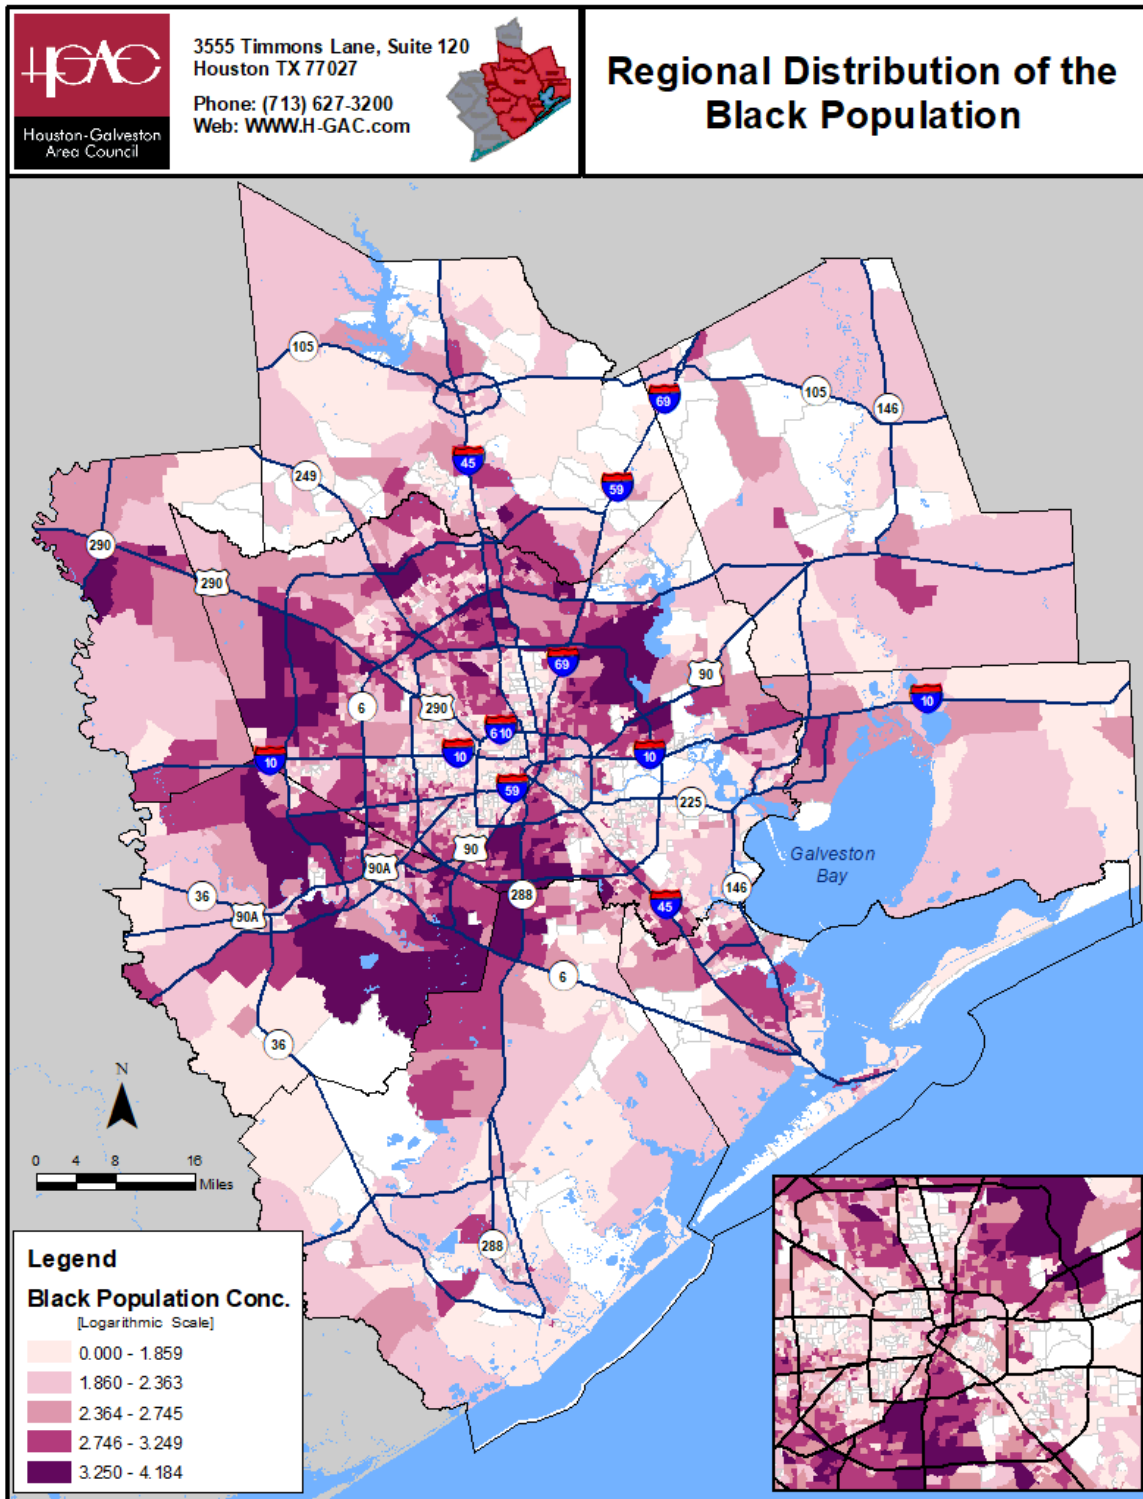 HGAC
Houston-Galveston
Area Council
3555 Timmons Lane, Suite 120
Houston TX 77027
Phone: (713) 627-3200
Web: WWW.H-GAC.com
Regional Distribution of the
Black Population
105
105
146
69
45
249
59
290
290
69
90
6
290
610
10
10
10
10
59
225
90
90A
Galveston
Bay
36
90A
288
146
45
6
36
N
0 4 8 16
Miles
288
Legend
Black Population Conc.
[Logarithmic Scale]
0.000 - 1.859
1.860 - 2.363
2.364 - 2.745
2.746 - 3.249
3.250 - 4.184